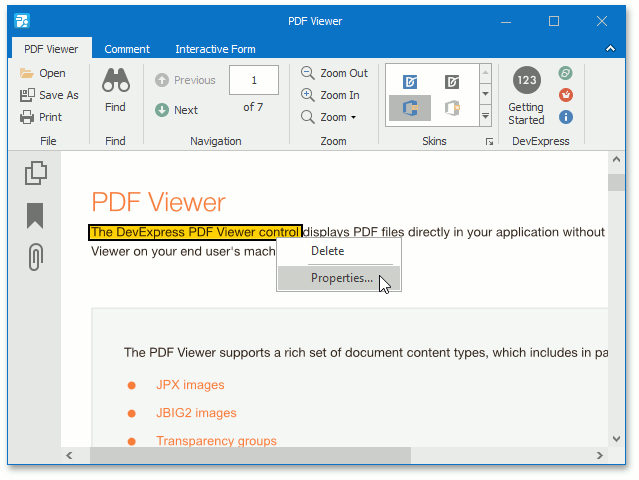 PDF Viewer
PDF Viewer Comment Interactive Form
Open
Save As
Print
File
Find
Find
Previous
Next
1
of 7
Navigation
Zoom Out
Zoom In
Zoom
Zoom
Skins
123
Getting
Started
DevExpress
PDF Viewer
The DevExpress PDF Viewer control displays PDF files directly in your application without
Viewer on your end user's mach
Delete
Properties...
The PDF Viewer supports a rich set of document content types, which includes in pa
JPX images
JBIG2 images
Transparency groups